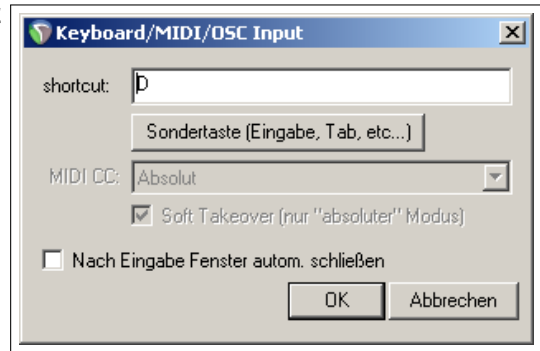 Keyboard/MIDI/OSC Input
shortcut: D
Sondertaste (Eingabe, Tab, etc...)
MIDI CC: Absolut
Soft Takeover (nur "absoluter" Modus)
Nach Eingabe Fenster autom. schließen
OK Abbrechen